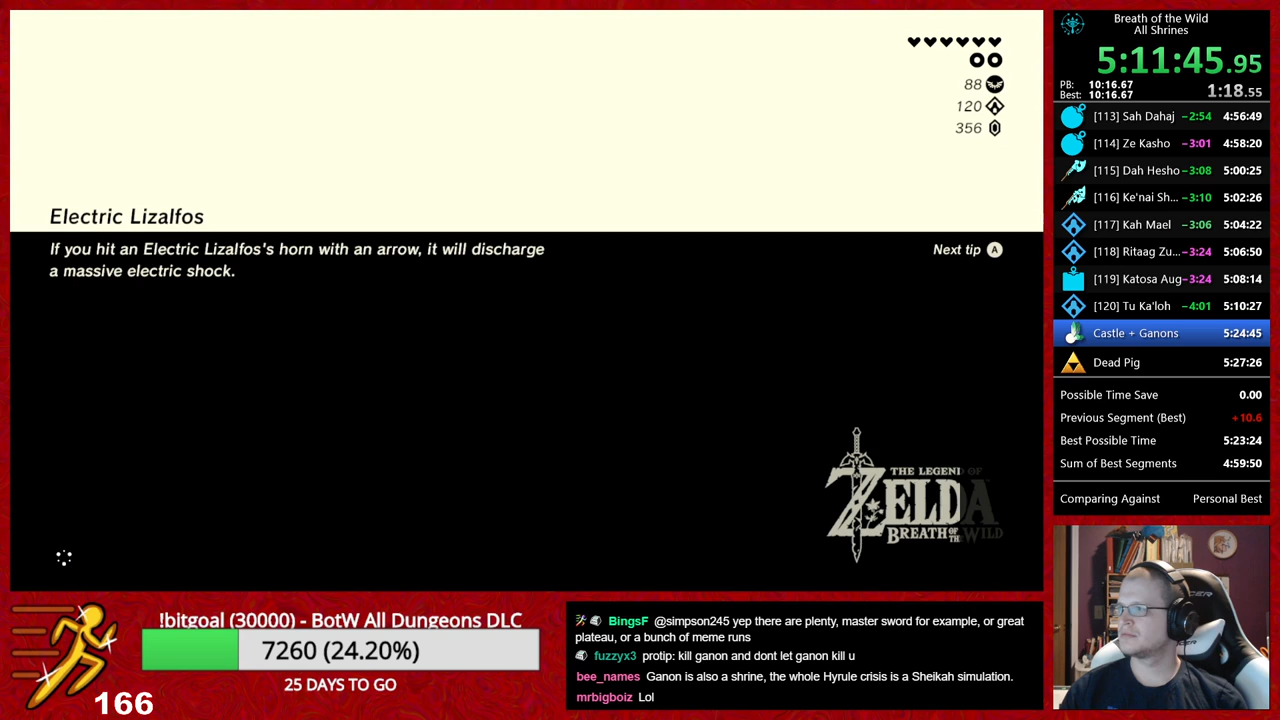 88
120
356
Electric Lizalfos
If you hit an Electric Lizalfos's horn with an arrow, it will discharge
a massive electric shock.
Next tip A
THE LEGEND OF
ZELDA
BREATH OF THE WILD
!bitgoal (30000) - BotW All Dungeons DLC
7260 (24.20%)
25 DAYS TO GO
166
BingsF @simpson245 yep there are plenty, master sword for example, or great
plateau, or a bunch of meme runs
fuzzyx3 protip: kill ganon and dont let ganon kill u
bee_names Ganon is also a shrine, the whole Hyrule crisis is a Sheikah simulation.
mrbigboiz Lol
Breath of the Wild
All Shrines
5:11:45.95
PB: 10:16.67
Best: 10:16.67
1:18.55
[113] Sah Dahaj -2:54 4:56:49
[114] Ze Kasho -3:01 4:58:20
[115] Dah Hesho -3:08 5:00:25
[116] Ke'nai Sh... -3:10 5:02:26
[117] Kah Mael -3:06 5:04:22
[118] Ritaag Zu... -3:24 5:06:50
[119] Katosa Aug -3:24 5:08:14
[120] Tu Ka'loh -4:01 5:10:27
Castle + Ganons 5:24:45
Dead Pig 5:27:26
Possible Time Save 0.00
Previous Segment (Best) +10.6
Best Possible Time 5:23:24
Sum of Best Segments 4:59:50
Comparing Against Personal Best